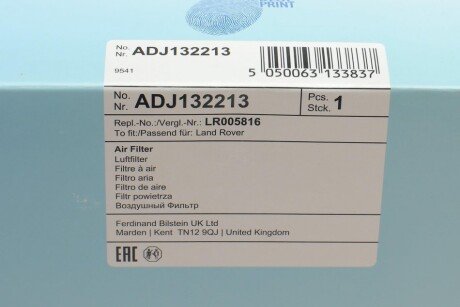 PRINT
No. Nr. ADJ132213
9541
5 050063 133837
No. Nr. ADJ132213
Pcs. Stck. 1
Repl.-No.:/Vergl.-Nr.: LR005816
To fit:/Passend für: Land Rover
Air Filter
Luftfilter
Filtre à air
Filtro aria
Filtro de aire
Filtr powietrza
Воздушный Фильтр
Ferdinand Bilstein UK Ltd
Marden | Kent TN12 9QJ | United Kingdom
EAC